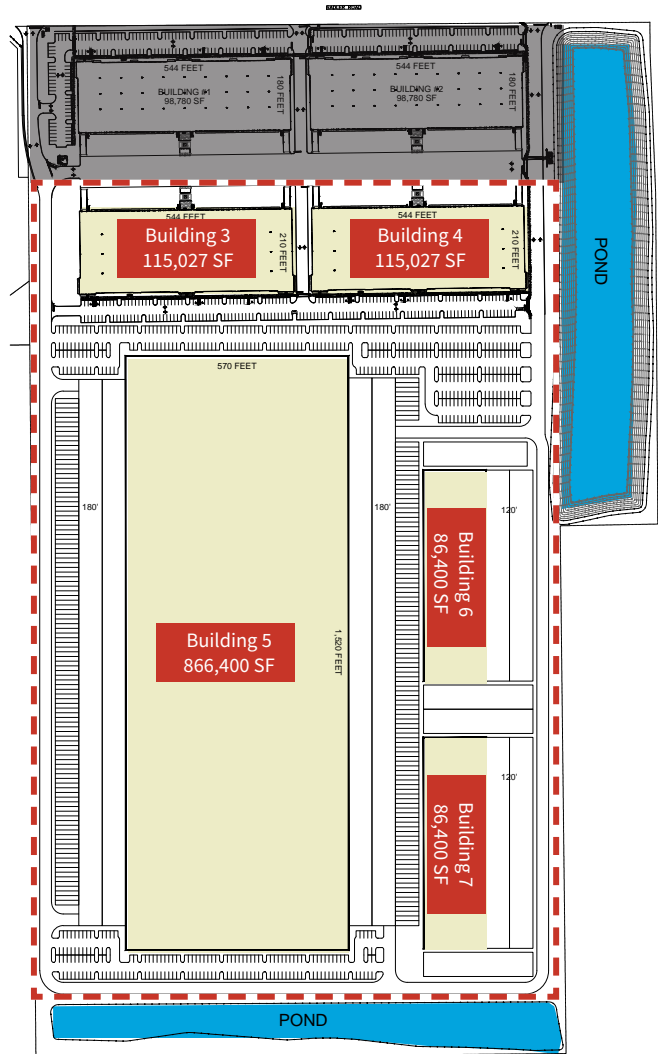 544 FEET
BUILDING #1
98,780 SF
180 FEET
544 FEET
BUILDING #2
98,780 SF
180 FEET
544 FEET
Building 3
115,027 SF
210 FEET
544 FEET
Building 4
115,027 SF
210 FEET
POND
570 FEET
180'
180'
120'
Building 6
86,400 SF
Building 5
866,400 SF
1,520 FEET
120'
Building 7
86,400 SF
POND